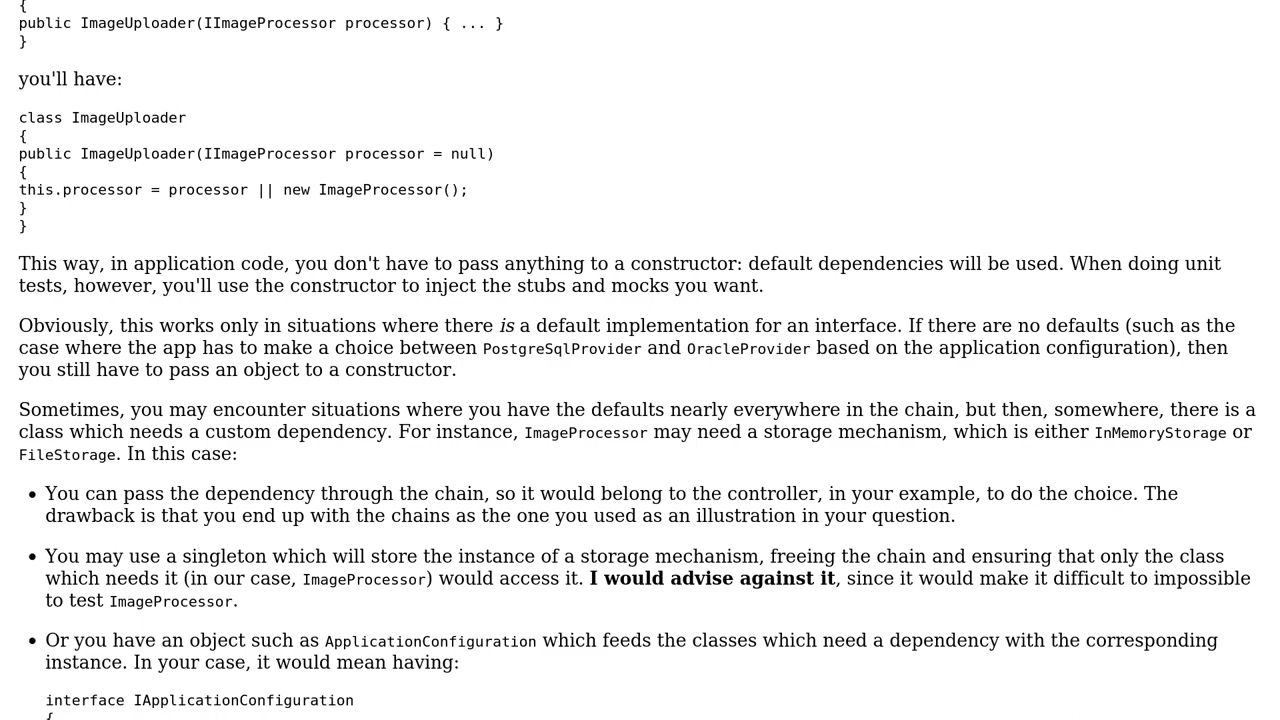 {
public ImageUploader(IImageProcessor processor) { ... }
}
you'll have:
class ImageUploader
{
public ImageUploader(IImageProcessor processor = null)
{
this.processor = processor || new ImageProcessor();
}
}
This way, in application code, you don't have to pass anything to a constructor: default dependencies will be used. When doing unit
tests, however, you'll use the constructor to inject the stubs and mocks you want.
Obviously, this works only in situations where there is a default implementation for an interface. If there are no defaults (such as the
case where the app has to make a choice between PostgreSqlProvider and OracleProvider based on the application configuration), then
you still have to pass an object to a constructor.
Sometimes, you may encounter situations where you have the defaults nearly everywhere in the chain, but then, somewhere, there is a
class which needs a custom dependency. For instance, ImageProcessor may need a storage mechanism, which is either InMemoryStorage or
FileStorage. In this case:
• You can pass the dependency through the chain, so it would belong to the controller, in your example, to do the choice. The
drawback is that you end up with the chains as the one you used as an illustration in your question.
• You may use a singleton which will store the instance of a storage mechanism, freeing the chain and ensuring that only the class
which needs it (in our case, ImageProcessor) would access it. I would advise against it, since it would make it difficult to impossible
to test ImageProcessor.
• Or you have an object such as ApplicationConfiguration which feeds the classes which need a dependency with the corresponding
instance. In your case, it would mean having:
interface IApplicationConfiguration
{